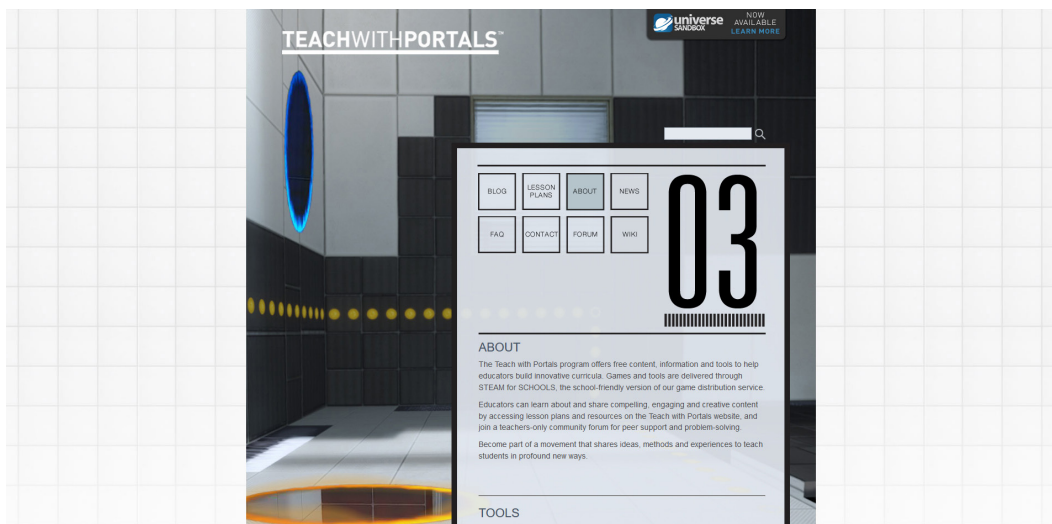 TEACHWITHPORTALS™
universe
SANDBOX
NOW
AVAILABLE
LEARN MORE
BLOG
LESSON
PLANS
ABOUT
NEWS
FAQ
CONTACT
FORUM
WIKI
03
ABOUT
The Teach with Portals program offers free content, information and tools to help
educators build innovative curricula. Games and tools are delivered through
STEAM for SCHOOLS, the school-friendly version of our game distribution service.
Educators can learn about and share compelling, engaging and creative content
by accessing lesson plans and resources on the Teach with Portals website, and
join a teachers-only community forum for peer support and problem-solving.
Become part of a movement that shares ideas, methods and experiences to teach
students in profound new ways.
TOOLS